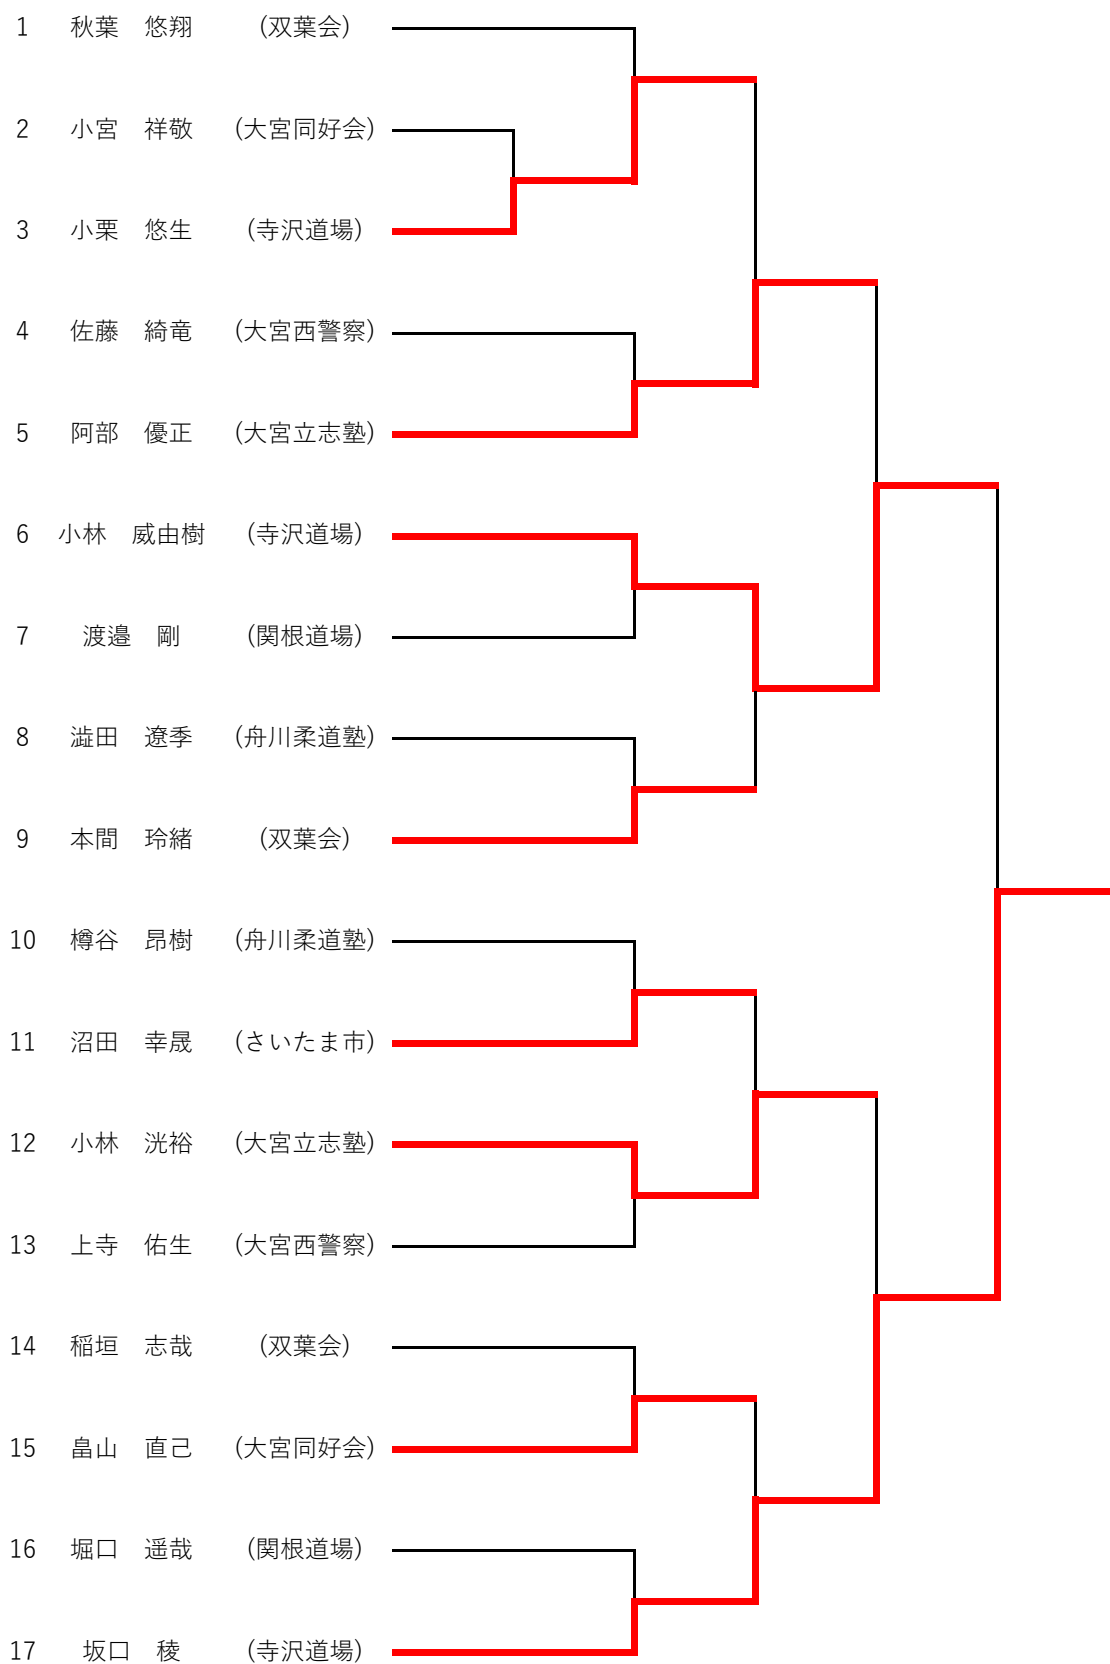 1 秋葉　悠翔 (双葉会)
2 小宮　祥敬 (大宮同好会)
3 小栗　悠生 (寺沢道場)
4 佐藤　綺竜 (大宮西警察)
5 阿部　優正 (大宮立志塾)
6 小林　威由樹 (寺沢道場)
7 渡邉　剛 (関根道場)
8 澁田　遼季 (舟川柔道塾)
9 本間　玲緒 (双葉会)
10 樽谷　昂樹 (舟川柔道塾)
11 沼田　幸晟 (さいたま市)
12 小林　洸裕 (大宮立志塾)
13 上寺　佑生 (大宮西警察)
14 稲垣　志哉 (双葉会)
15 畠山　直己 (大宮同好会)
16 堀口　遥哉 (関根道場)
17 坂口　稜 (寺沢道場)